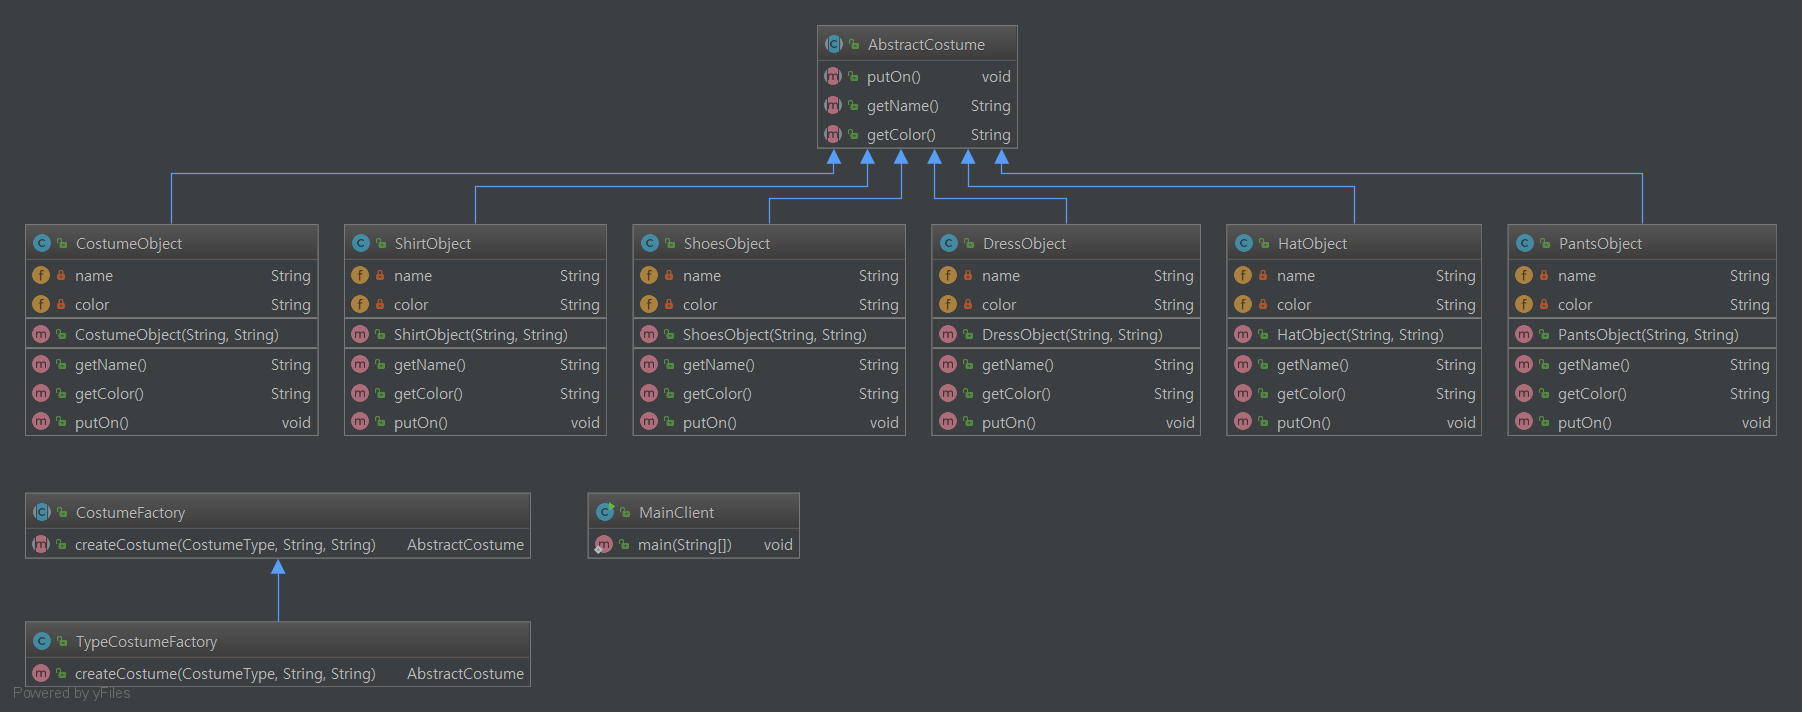 AbstractCostume
putOn() void
getName() String
getColor() String
CostumeObject
name String
color String
CostumeObject(String, String)
getName() String
getColor() String
putOn() void
ShirtObject
name String
color String
ShirtObject(String, String)
getName() String
getColor() String
putOn() void
ShoesObject
name String
color String
ShoesObject(String, String)
getName() String
getColor() String
putOn() void
DressObject
name String
color String
DressObject(String, String)
getName() String
getColor() String
putOn() void
HatObject
name String
color String
HatObject(String, String)
getName() String
getColor() String
putOn() void
PantsObject
name String
color String
PantsObject(String, String)
getName() String
getColor() String
putOn() void
CostumeFactory
createCostume(CostumeType, String, String) AbstractCostume
MainClient
main(String[]) void
TypeCostumeFactory
createCostume(CostumeType, String, String) AbstractCostume
Powered by yFiles